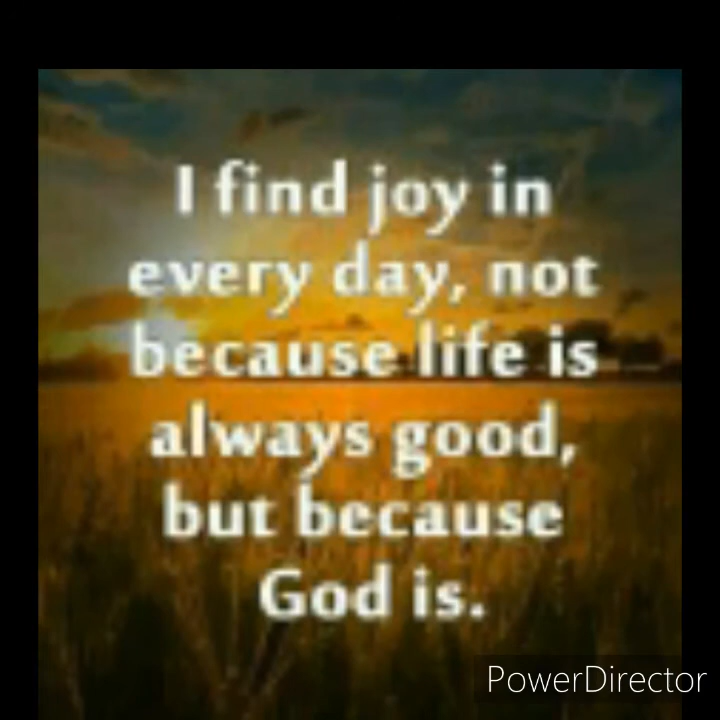 I find joy in
every day, not
because life is
always good,
but because
God is.
PowerDirector